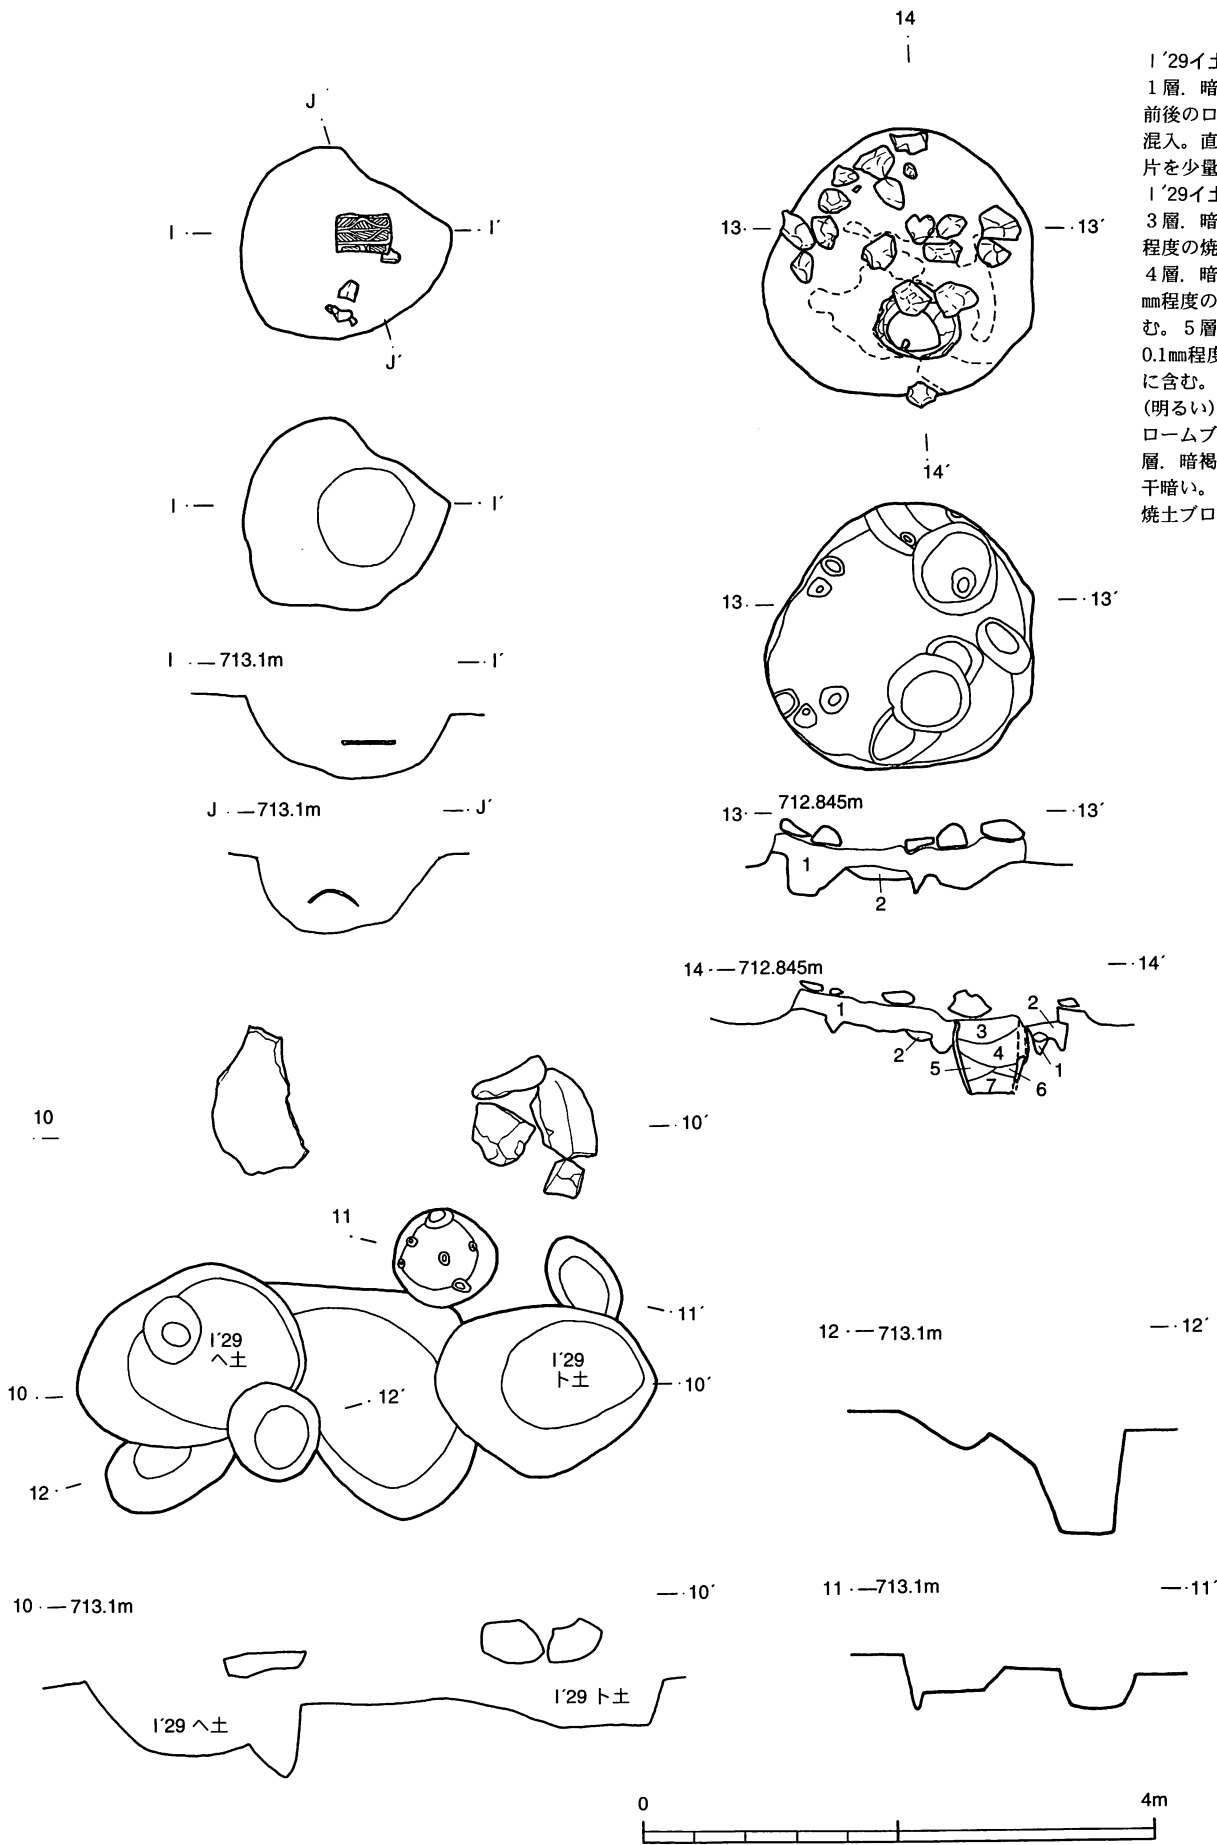 J
I
I′
J′
I
I′
I
713.1m
I′
J
713.1m
J′
14
13
13′
14′
13
13′
13
712.845m
13′
1
2
14
712.845m
14′
1
2
3
4
5
6
7
2
1
I′29イ土
1層. 暗
前後のロ
混入。直
片を少量
I′29イ土
3層. 暗
程度の焼
4層. 暗
mm程度の
む。5層
0.1mm程度
に含む。
(明るい)
ロームブ
層. 暗褐
干暗い。
焼土ブロ
10
10′
11
11′
I′29
ヘ土
I′29
ト土
10
10′
12′
12
12
713.1m
12′
10
713.1m
10′
I′29 ヘ土
I′29 ト土
11
713.1m
11′
0
4m